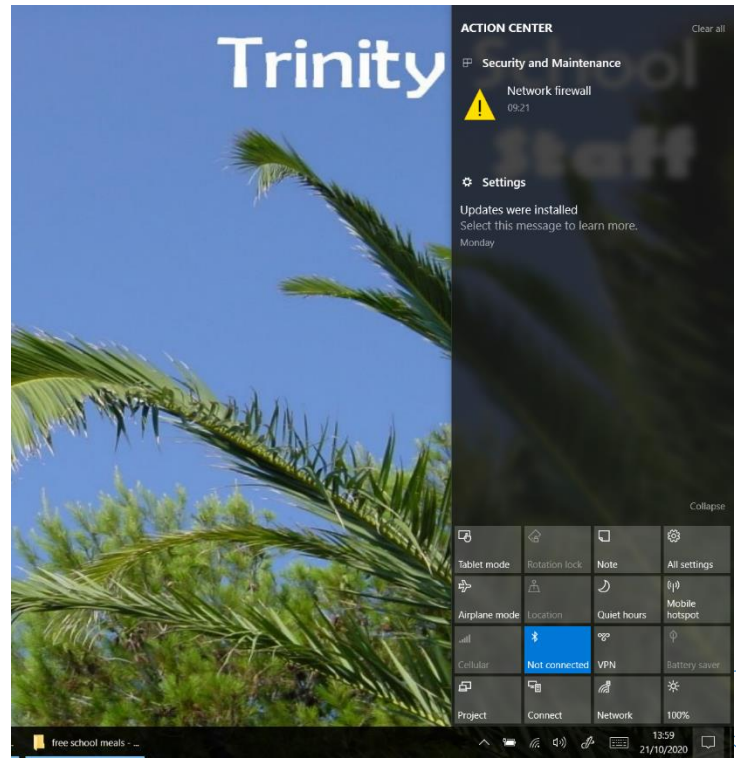 Trinity School
Staff
ACTION CENTER
Clear all
Security and Maintenance
Network firewall
09:21
Settings
Updates were installed
Select this message to learn more.
Monday
Collapse
Tablet mode
Rotation lock
Note
All settings
Airplane mode
Location
Quiet hours
Mobile
hotspot
Cellular
Not connected
VPN
Battery saver
Project
Connect
Network
100%
free school meals - ...
13:59
21/10/2020